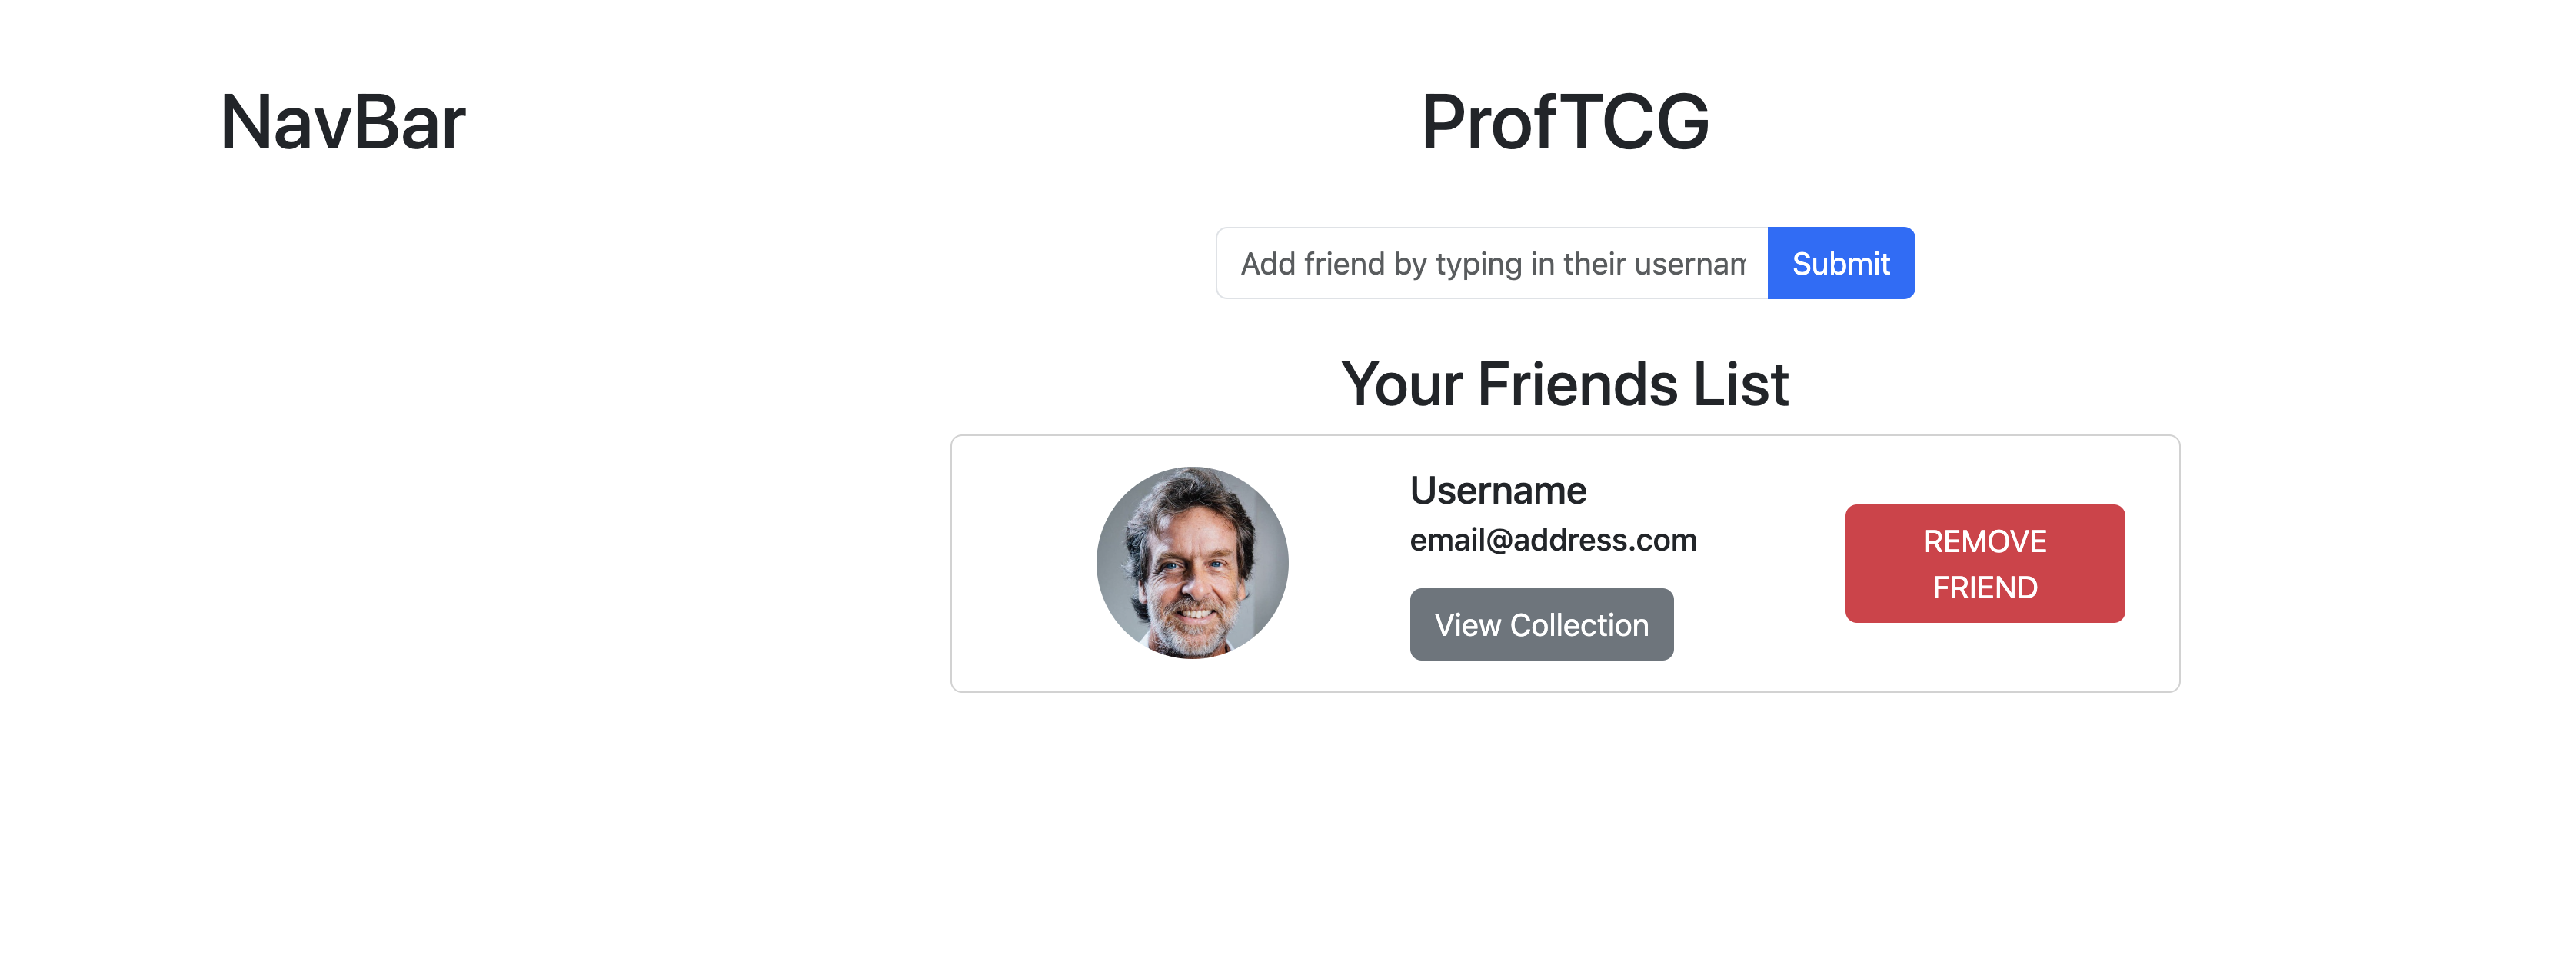 NavBar
ProfTCG
Add friend by typing in their usernam
Submit
Your Friends List
Username
email@address.com
View Collection
REMOVE
FRIEND